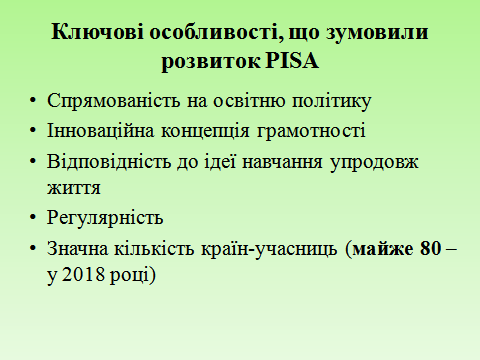 Ключові особливості, що зумовили
розвиток PISA
• Спрямованість на освітню політику
• Інноваційна концепція грамотності
• Відповідність до ідеї навчання упродовж
життя
• Регулярність
• Значна кількість країн-учасниць (майже 80 –
у 2018 році)